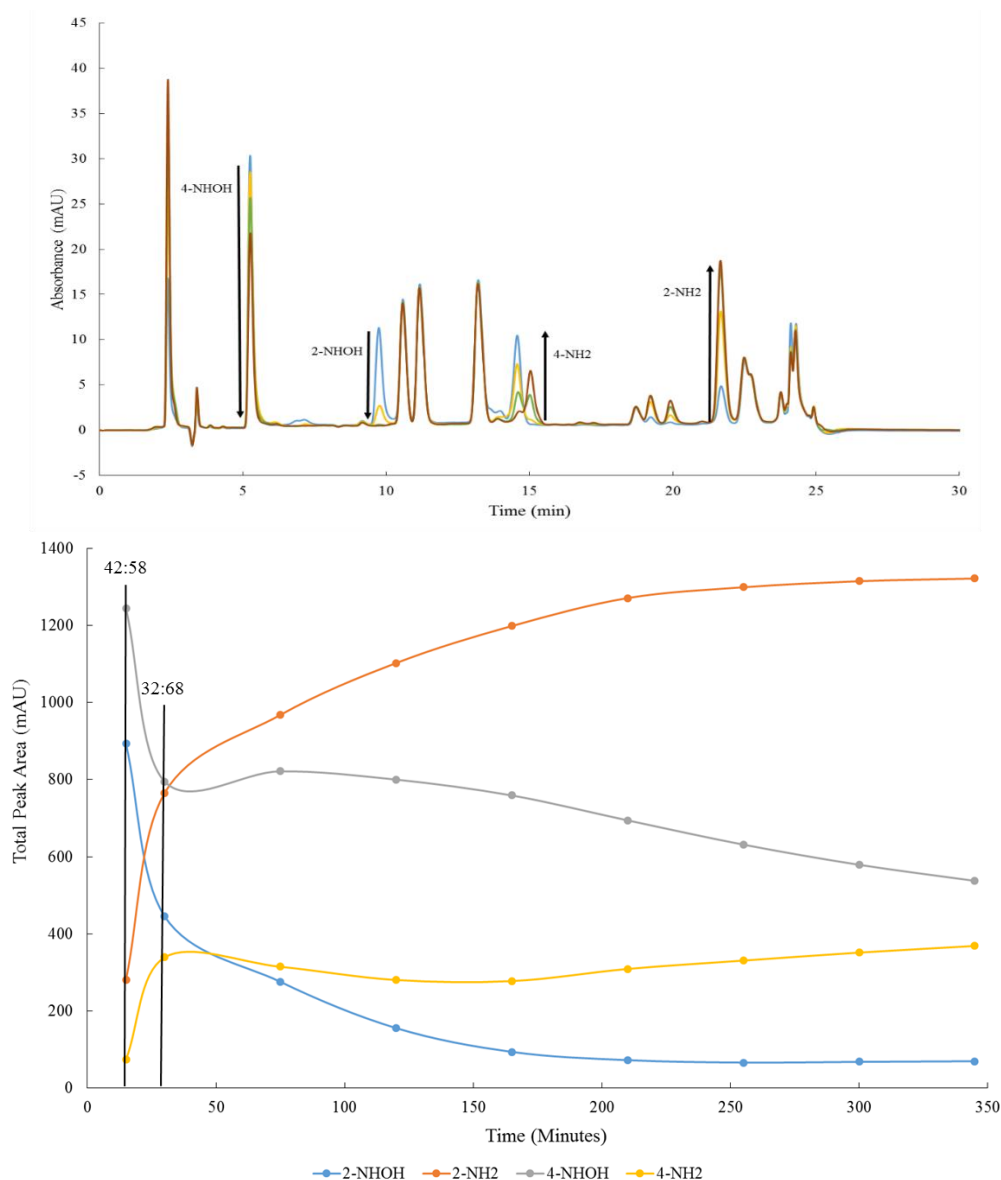 45
40
35
30
25
20
15
10
5
0
-5
Absorbance (mAU)
4-NHOH
2-NHOH
4-NH2
2-NH2
0 5 10 15 20 25 30
Time (min)
1400
1200
1000
800
600
400
200
0
Total Peak Area (mAU)
42:58
32:68
0 50 100 150 200 250 300 350
Time (Minutes)
2-NHOH 2-NH2 4-NHOH 4-NH2